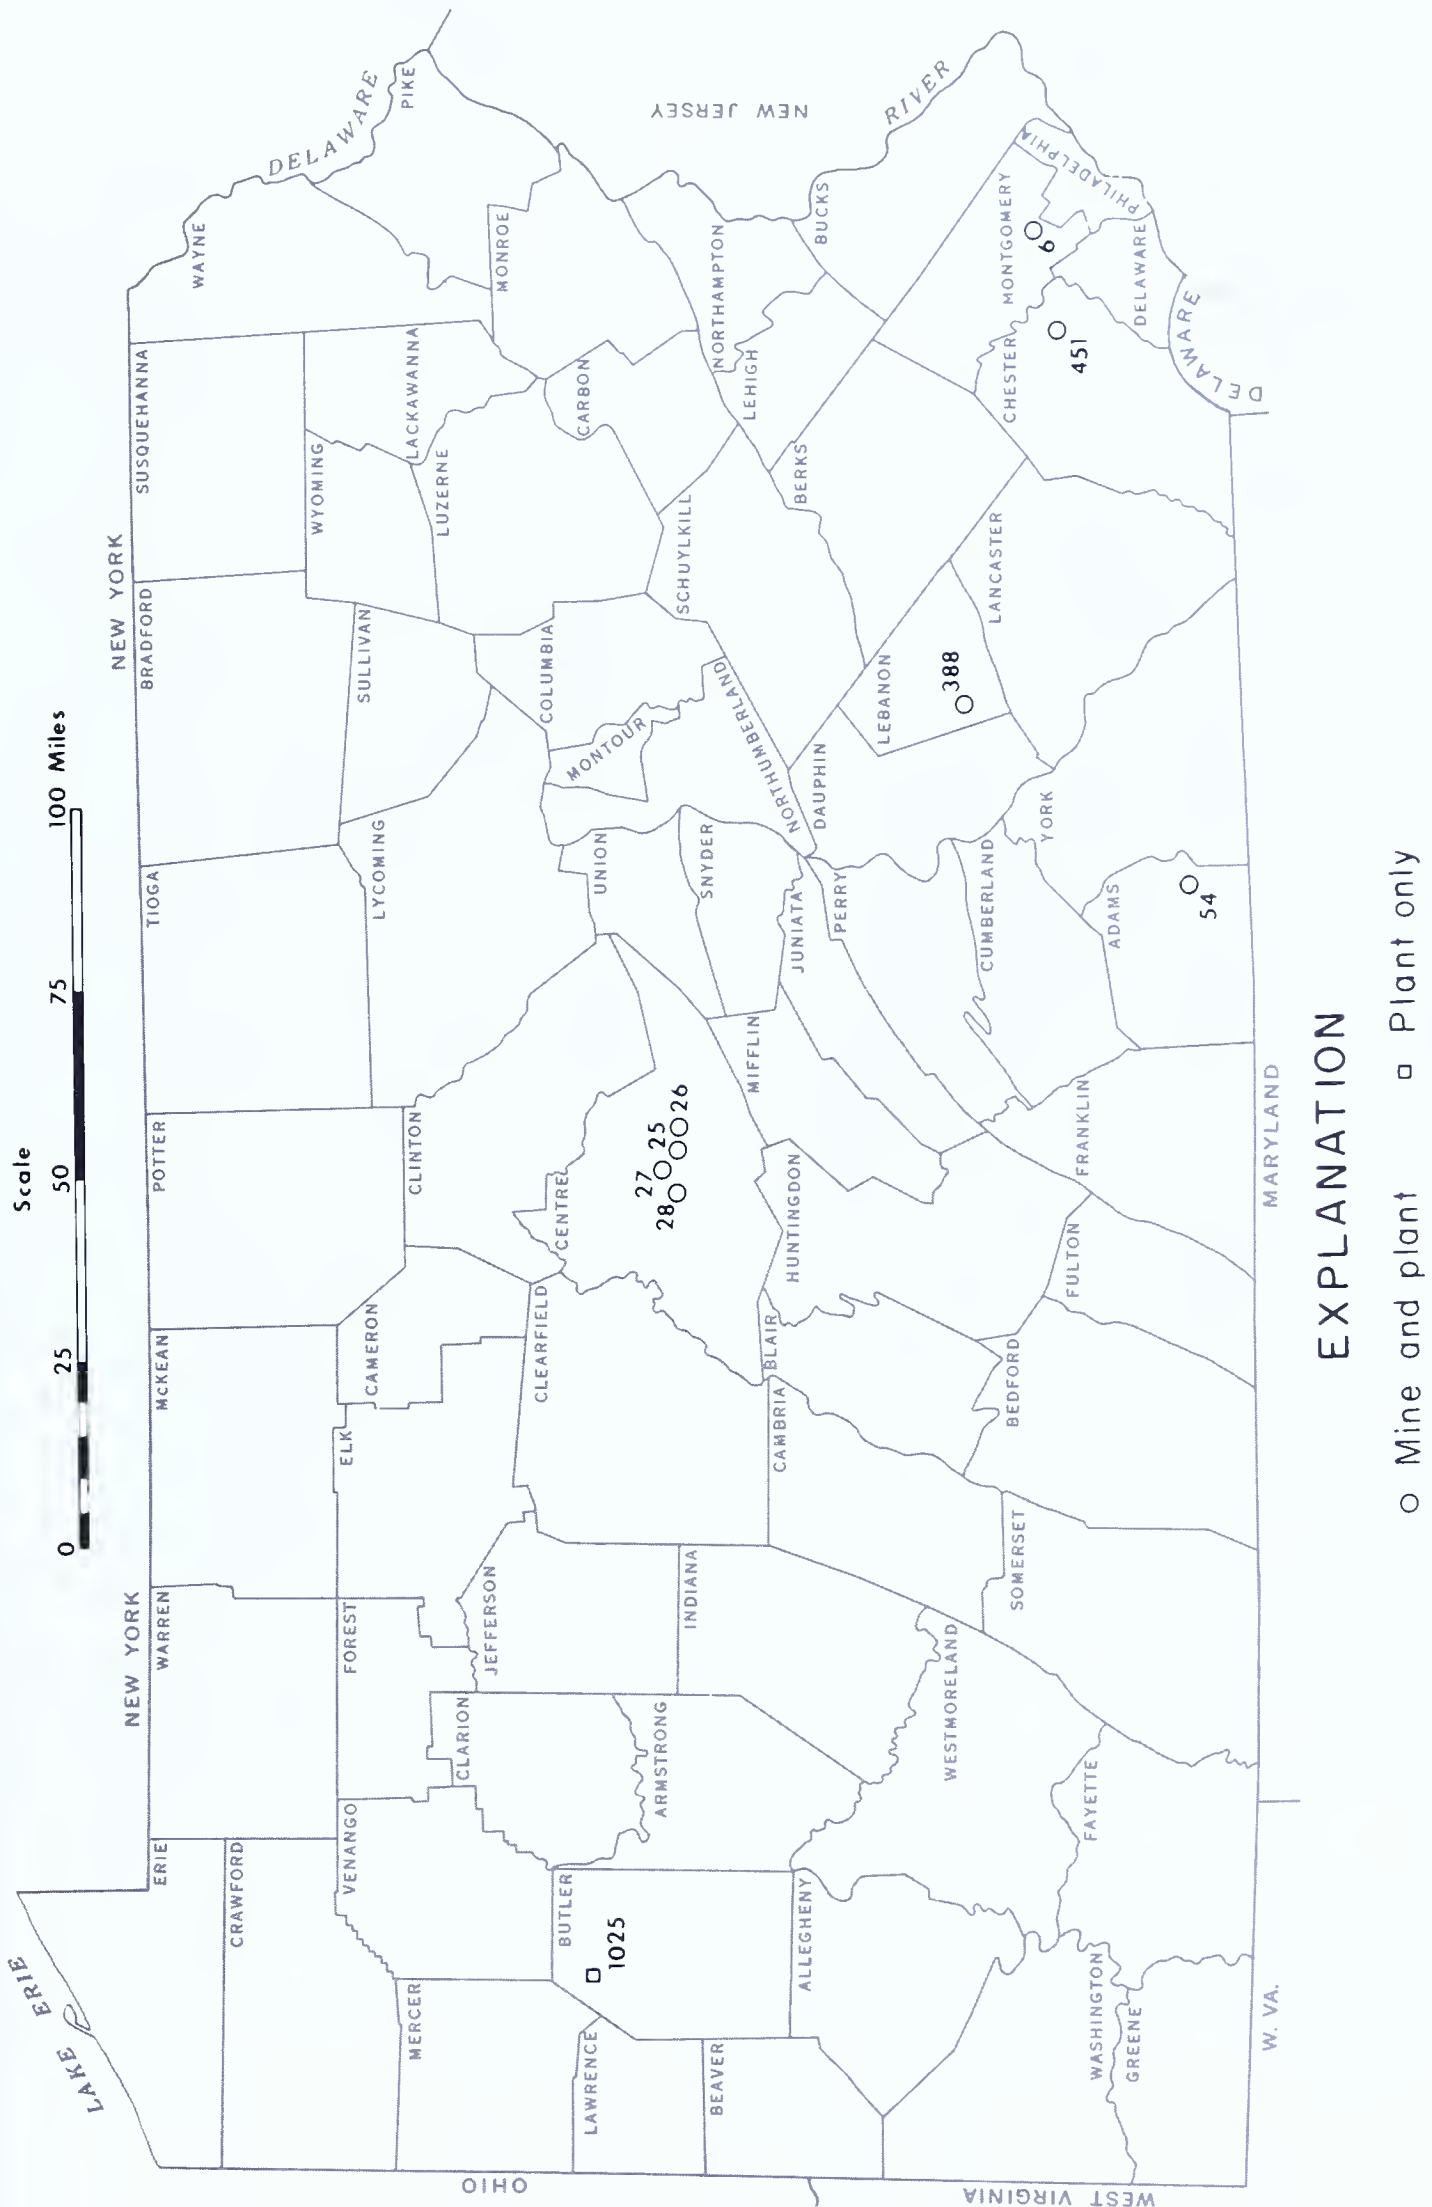 Scale
0 25 50 75 100 Miles
LAKE ERIE
NEW YORK
NEW YORK
ERIE
CRAWFORD
WARREN
McKEAN
POTTER
TIOGA
BRADFORD
SUSQUEHANNA
WAYNE
DELAWARE
PIKE
VENANGO
FOREST
ELK
CAMERON
CLINTON
LYCOMING
SULLIVAN
WYOMING
LACKAWANNA
LUZERNE
MONROE
MERCER
CLARION
JEFFERSON
CLEARFIELD
CENTRE
UNION
MONTOUR
COLUMBIA
CARBON
LAWRENCE
BUTLER
1025
ARMSTRONG
INDIANA
28
27
25
26
SNYDER
NORTHUMBERLAND
SCHUYLKILL
LEHIGH
NORTHAMPTON
NEW JERSEY
BEAVER
ALLEGHENY
CAMBRIA
BLAIR
HUNTINGDON
MIFFLIN
JUNIATA
PERRY
DAUPHIN
LEBANON
388
BERKS
BUCKS
RIVER
WESTMORELAND
SOMERSET
BEDFORD
FULTON
FRANKLIN
CUMBERLAND
ADAMS
54
YORK
LANCASTER
CHESTER
451
MONTGOMERY
6
PHILADELPHIA
DELAWARE
DELAWARE
WASHINGTON
GREENE
FAYETTE
OHIO
WEST VIRGINIA
W. VA.
MARYLAND
EXPLANATION
Mine and plant
Plant only